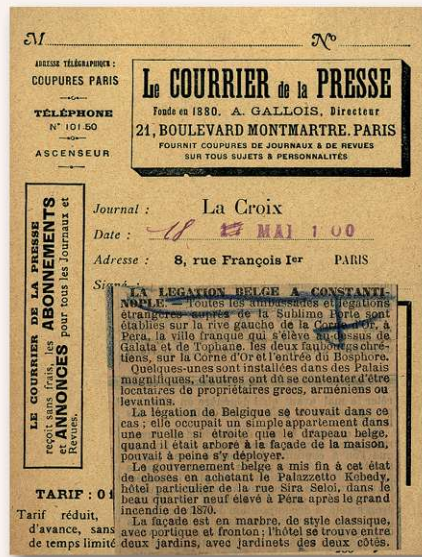 M
No
ADRESSE TÉLÉGRAPHIQUE :
COUPURES PARIS
TÉLÉPHONE
N° 101.50
ASCENSEUR
Le COURRIER de la PRESSE
Fondé en 1880. A. GALLOIS, Directeur
21, BOULEVARD MONTMARTRE. PARIS
FOURNIT COUPURES DE JOURNAUX & DE REVUES
SUR TOUS SUJETS & PERSONNALITÉS
LE COURRIER DE LA PRESSE
reçoit sans frais, les ABONNEMENTS
et ANNONCES pour tous les Journaux et
Revues.
Journal : La Croix
Date : 18 MAI 1 00
Adresse : 8, rue François Ier PARIS
LA LEGATION BELGE A CONSTANTI-
NOPLE. — Toutes les ambassades et légations
étrangères auprès de la Sublime Porte sont
établies sur la rive gauche de la Corne d'Or, à
Péra, la ville franque qui s'élève au-dessus de
Galata et de Tophane, les deux faubourgs chré-
tiens, sur la Corne d'Or et l'entrée du Bosphore.
Quelques-unes sont installées dans des Palais
magnifiques, d'autres ont dû se contenter d'être
locataires de propriétaires grecs, arméniens ou
levantins.
La légation de Belgique se trouvait dans ce
cas ; elle occupait un simple appartement dans
une ruelle si étroite que le drapeau belge,
quand il était arboré à la façade de la maison,
pouvait à peine s'y déployer.
Le gouvernement belge a mis fin à cet état
de choses en achetant le Palazzetto Kobedy,
hôtel particulier de la rue Sira Seloi, dans le
beau quartier neuf élevé à Péra après le grand
incendie de 1870.
La façade est en marbre, de style classique,
avec portique et fronton ; l'hôtel se trouve entre
deux jardins, avec jardinets des deux côtés.
TARIF : 0
Tarif réduit,
d'avance, sans
de temps limité